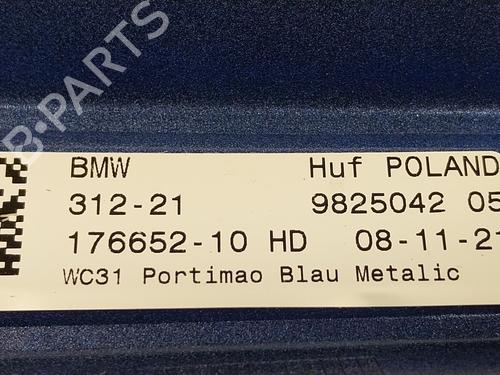 B-PARTS
BMW Huf POLAND
312-21 9825042 05
176652-10 HD 08-11-21
WC31 Portimao Blau Metalic